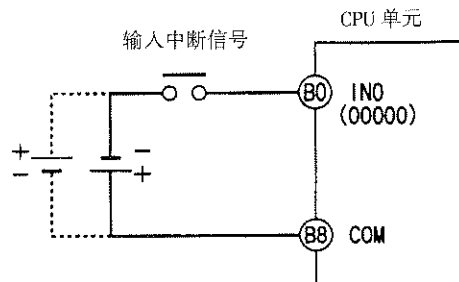 CPU 单元
输入中断信号
B0 IN0
(00000)
+ -
- +
B8 COM